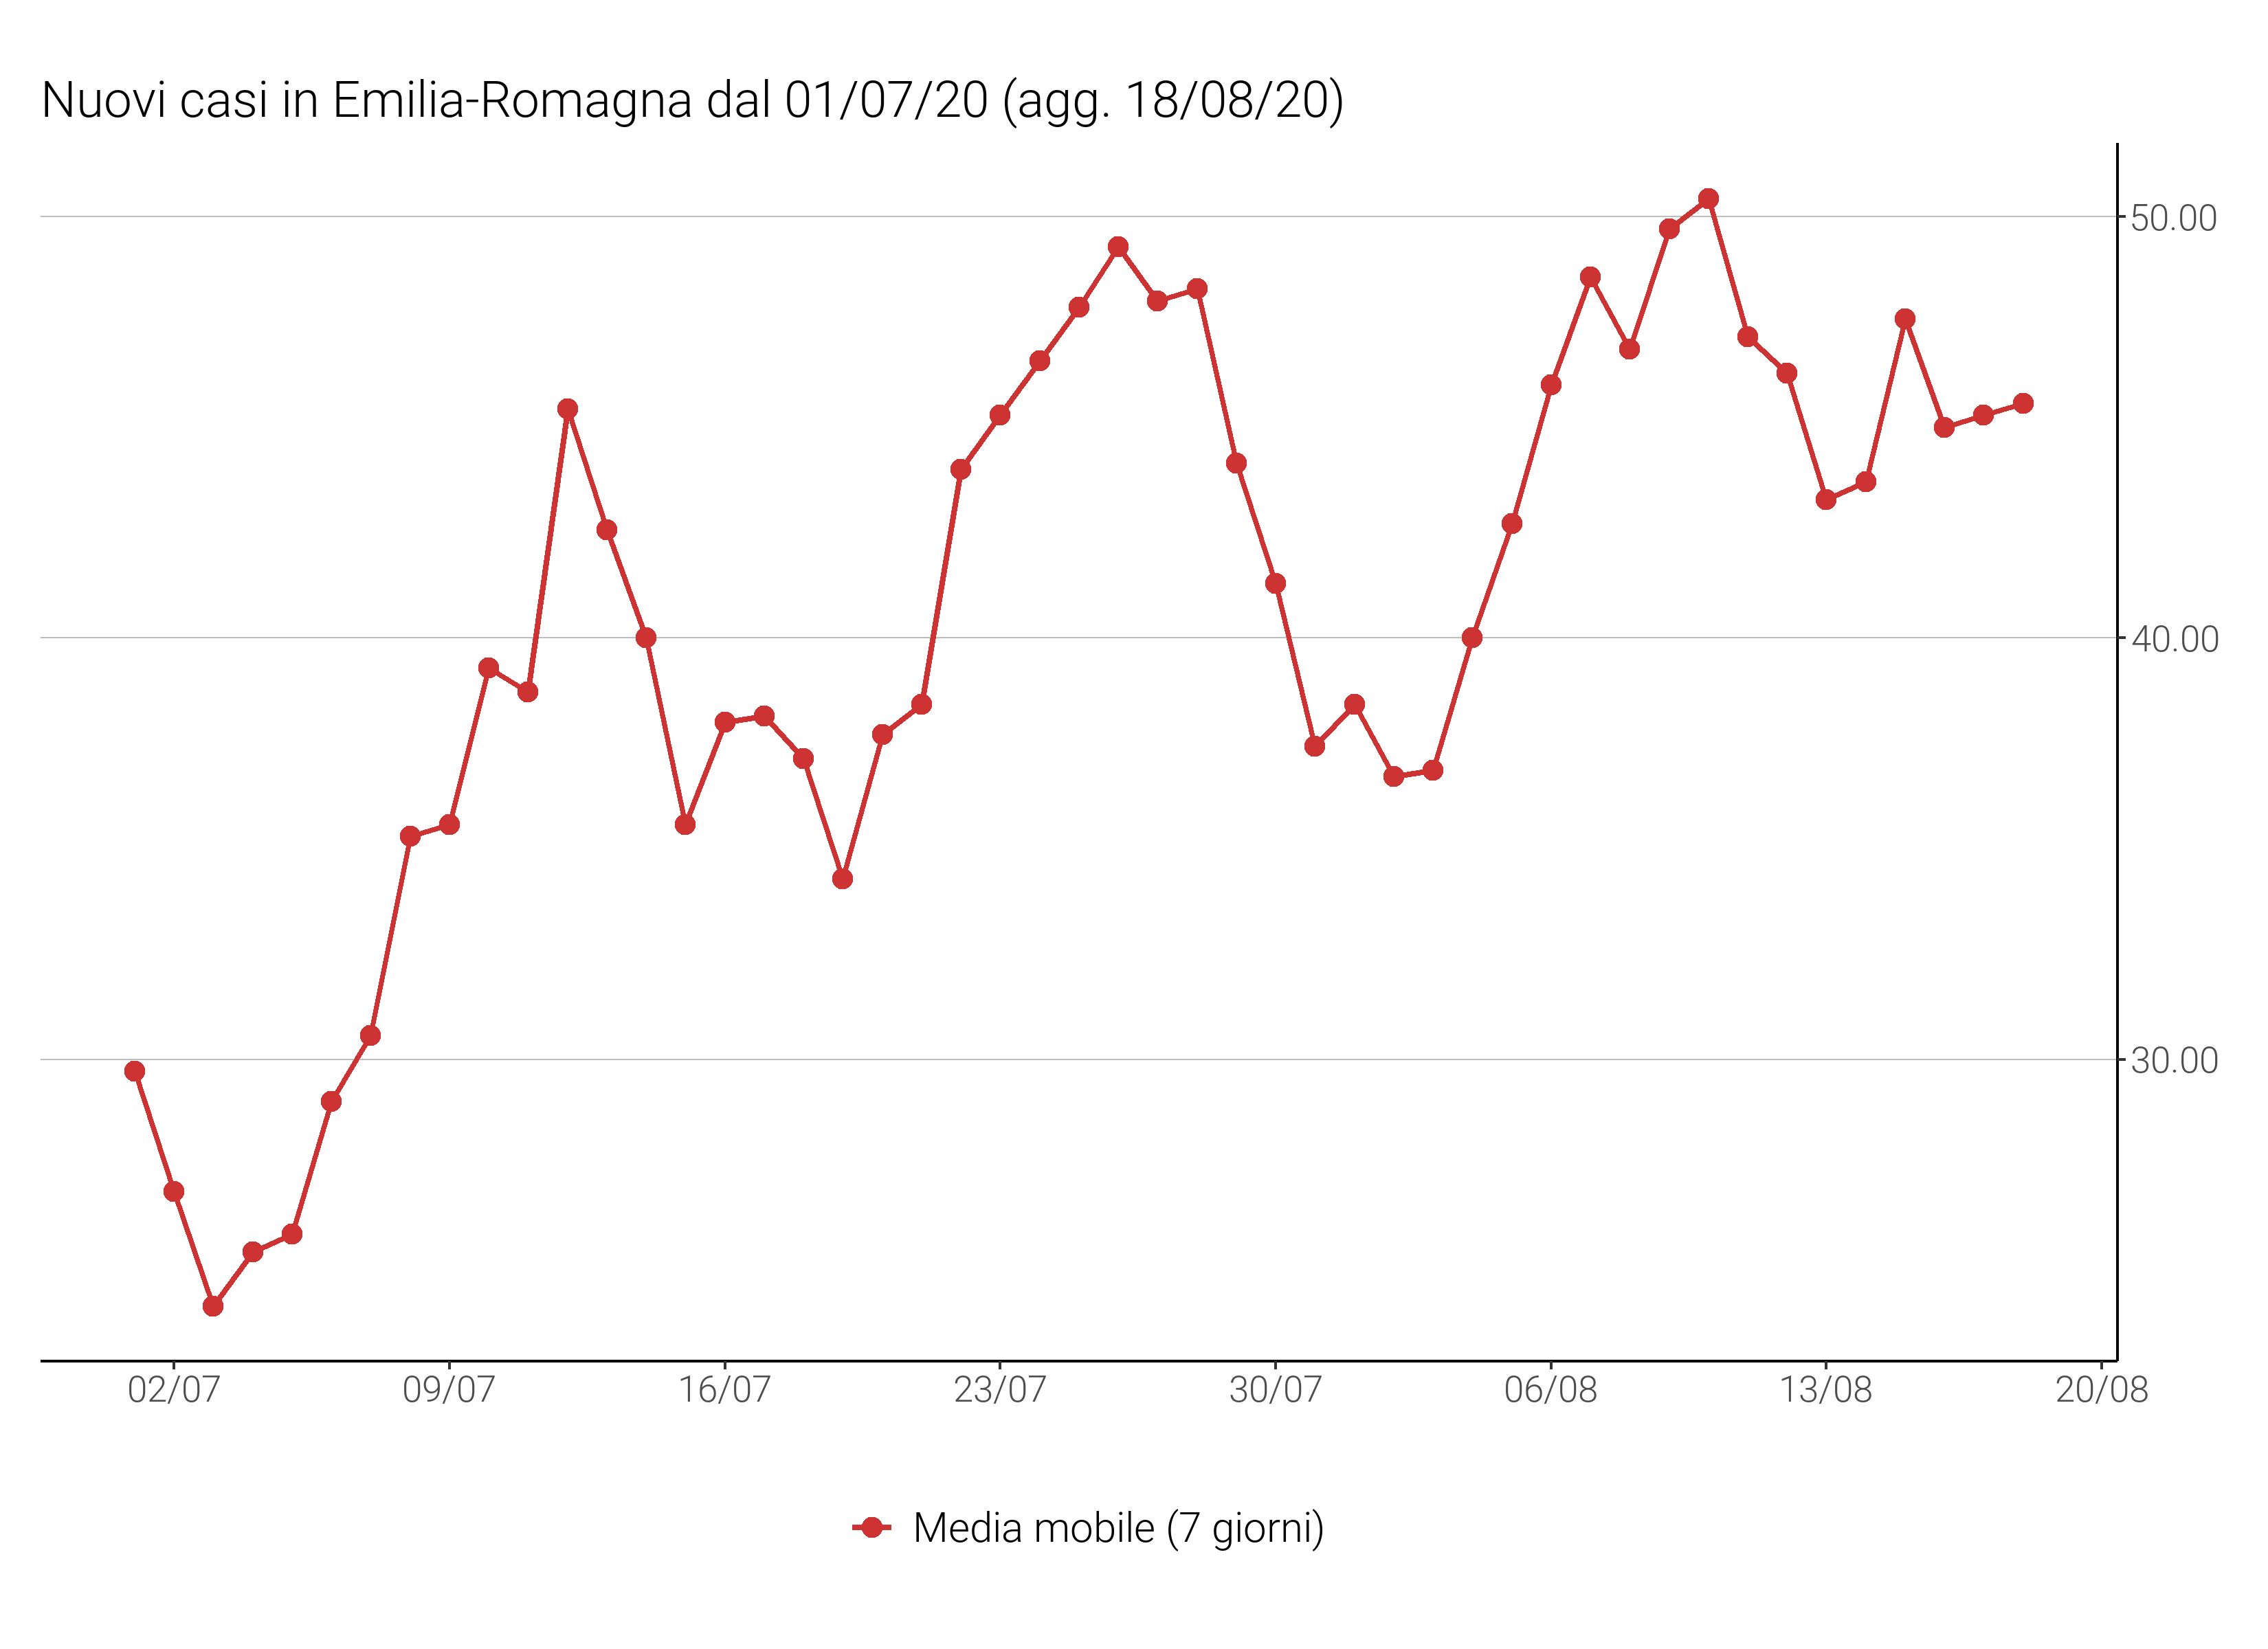 Nuovi casi in Emilia-Romagna dal 01/07/20 (agg. 18/08/20)
50.00
40.00
30.00
02/07 09/07 16/07 23/07 30/07 06/08 13/08 20/08
Media mobile (7 giorni)